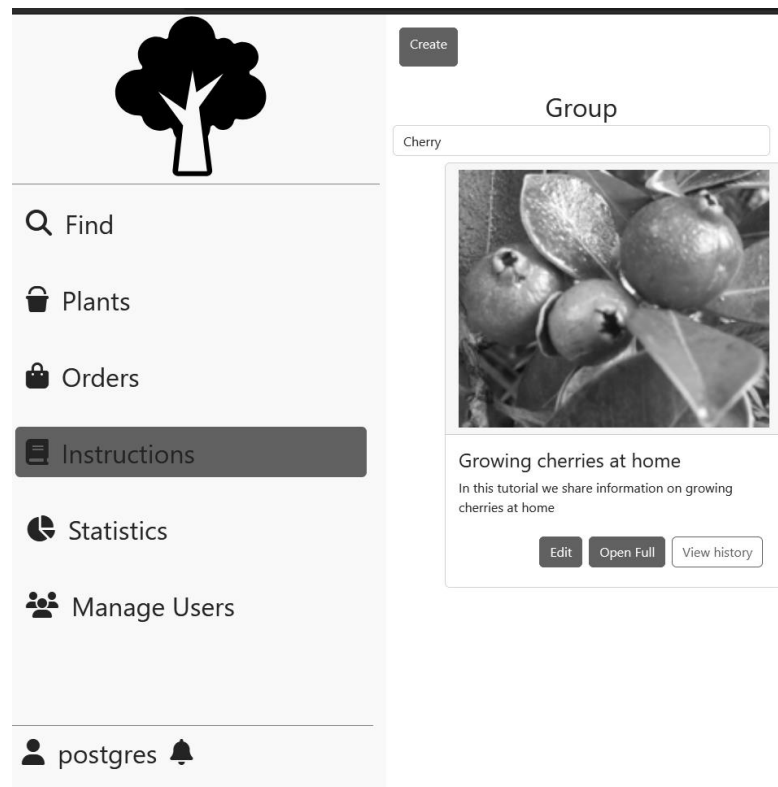 Find
Plants
Orders
Instructions
Statistics
Manage Users
postgres
Create
Group
Cherry
Growing cherries at home
In this tutorial we share information on growing
cherries at home
Edit
Open Full
View history